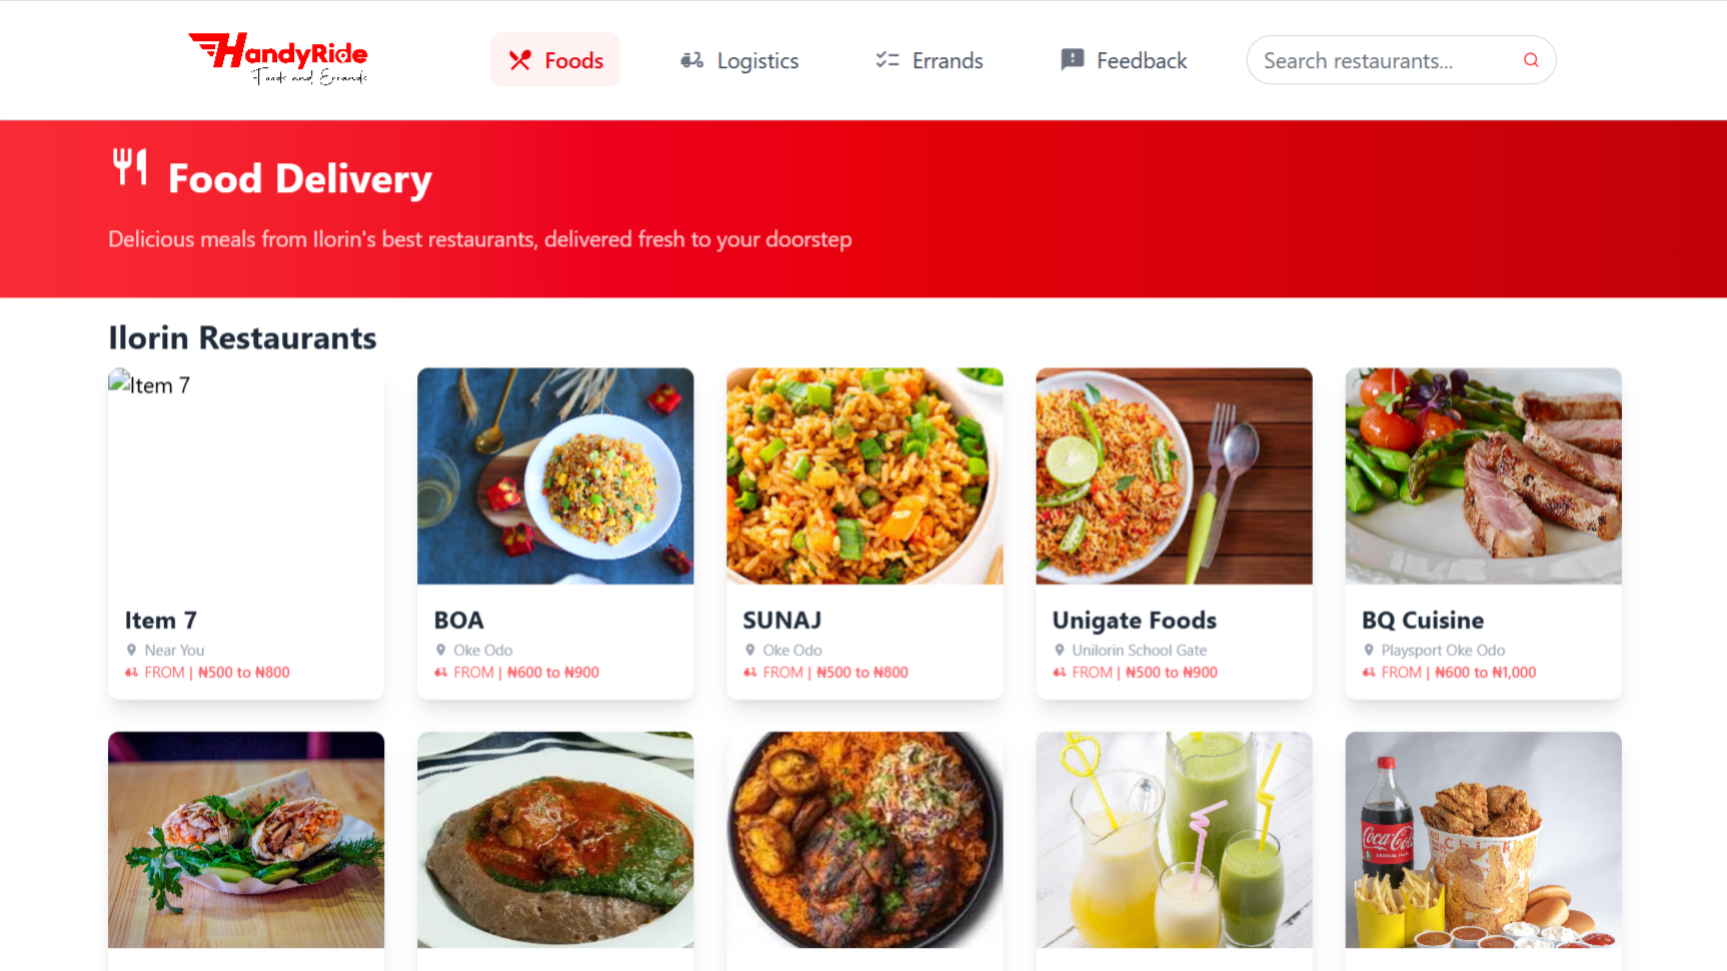 HandyRide
Foods and Errands
Foods
Logistics
Errands
Feedback
Search restaurants...
Food Delivery
Delicious meals from Ilorin's best restaurants, delivered fresh to your doorstep
Ilorin Restaurants
Item 7
Item 7
Near You
FROM | ₦500 to ₦800
BOA
Oke Odo
FROM | ₦600 to ₦900
SUNAJ
Oke Odo
FROM | ₦500 to ₦800
Unigate Foods
Unilorin School Gate
FROM | ₦500 to ₦900
BQ Cuisine
Playsport Oke Odo
FROM | ₦600 to ₦1,000
Coca-Cola